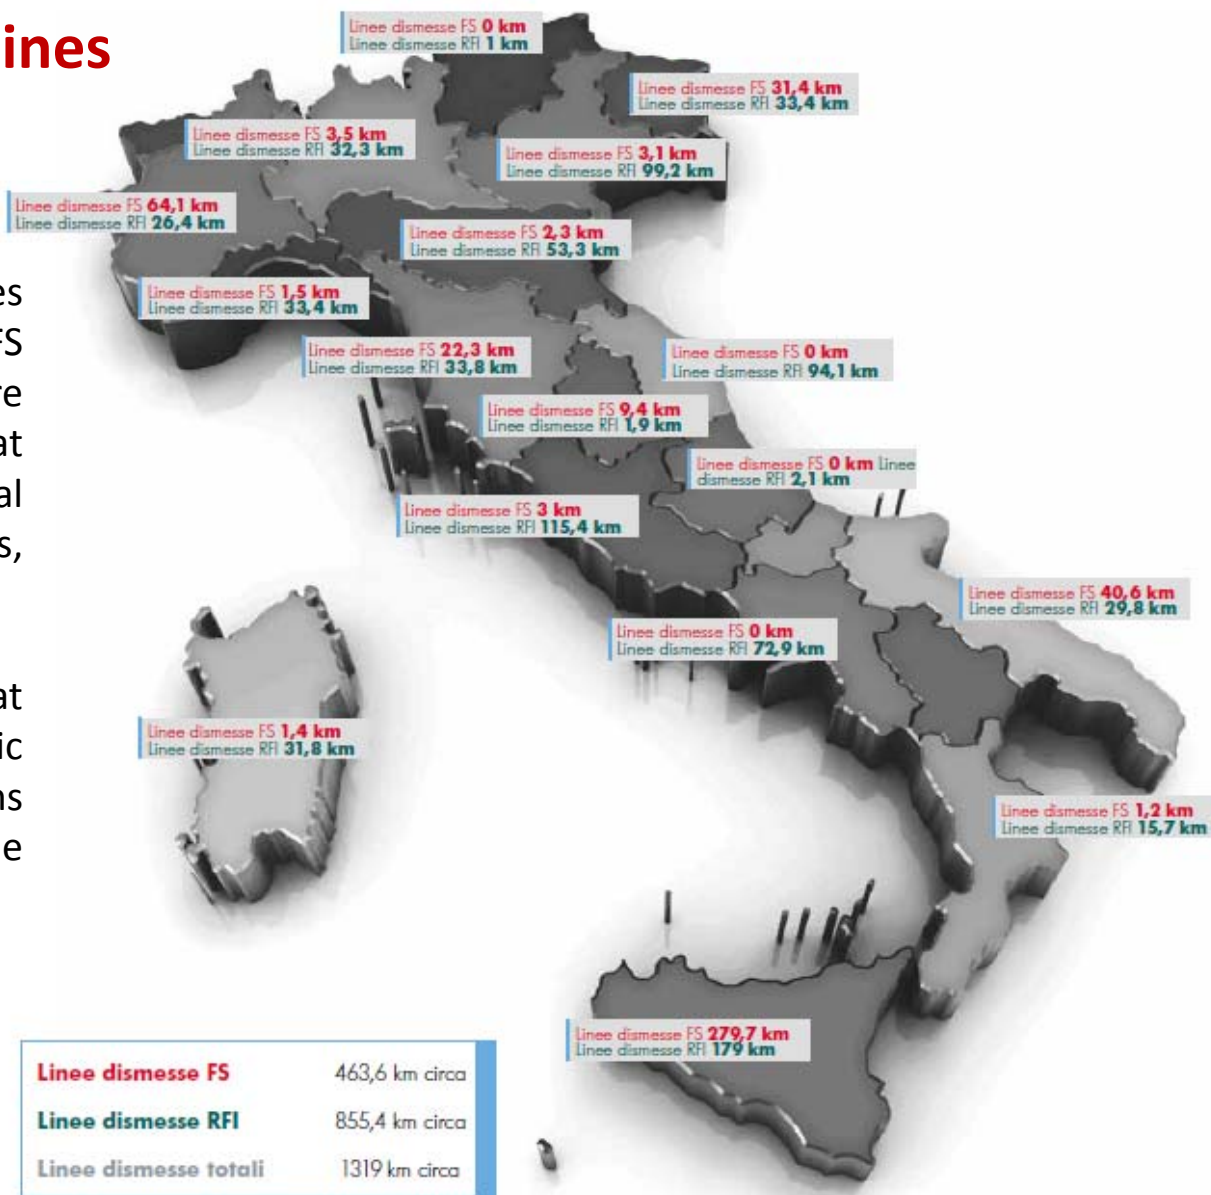 ines
Linee dismesse FS 0 km
Linee dismesse RFI 1 km
Linee dismesse FS 31,4 km
Linee dismesse RFI 33,4 km
Linee dismesse FS 3,5 km
Linee dismesse RFI 32,3 km
Linee dismesse FS 3,1 km
Linee dismesse RFI 99,2 km
Linee dismesse FS 64,1 km
Linee dismesse RFI 26,4 km
Linee dismesse FS 2,3 km
Linee dismesse RFI 53,3 km
Linee dismesse FS 1,5 km
Linee dismesse RFI 33,4 km
es
FS
re
at
al
s,
Linee dismesse FS 22,3 km
Linee dismesse RFI 33,8 km
Linee dismesse FS 0 km
Linee dismesse RFI 94,1 km
Linee dismesse FS 9,4 km
Linee dismesse RFI 1,9 km
Linee dismesse FS 0 km Linee
dismesse RFI 2,1 km
Linee dismesse FS 3 km
Linee dismesse RFI 115,4 km
Linee dismesse FS 40,6 km
Linee dismesse RFI 29,8 km
Linee dismesse FS 0 km
Linee dismesse RFI 72,9 km
at
ic
ns
e
Linee dismesse FS 1,4 km
Linee dismesse RFI 31,8 km
Linee dismesse FS 1,2 km
Linee dismesse RFI 15,7 km
Linee dismesse FS 279,7 km
Linee dismesse RFI 179 km
Linee dismesse FS 463,6 km circa
Linee dismesse RFI 855,4 km circa
Linee dismesse totali 1319 km circa